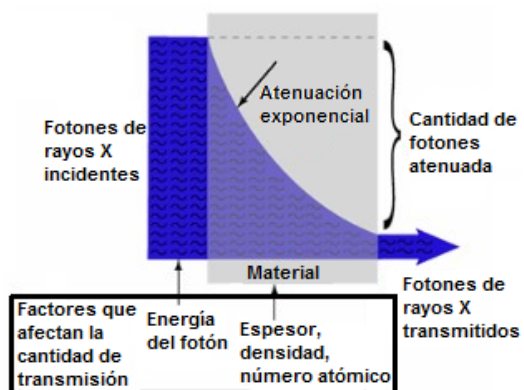 Atenuación
exponencial
Fotones de
rayos X
incidentes
Cantidad de
fotones
atenuada
Material
Fotones de
rayos X
transmitidos
Factores que
afectan la
cantidad de
transmisión
Energía
del fotón
Espesor,
densidad,
número atómico